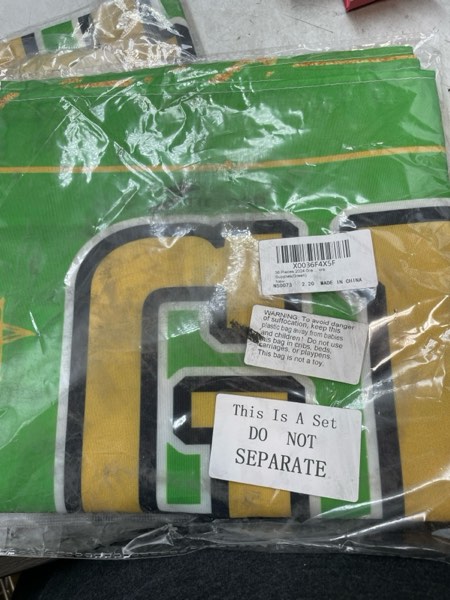 X0036F4X5F
New
MADE IN CHINA
WARNING: To avoid danger
of suffocation, keep this
plastic bag away from babies
and children! Do not use
this bag in cribs, beds,
carriages, or playpens.
This bag is not a toy.
This Is A Set
DO NOT
SEPARATE